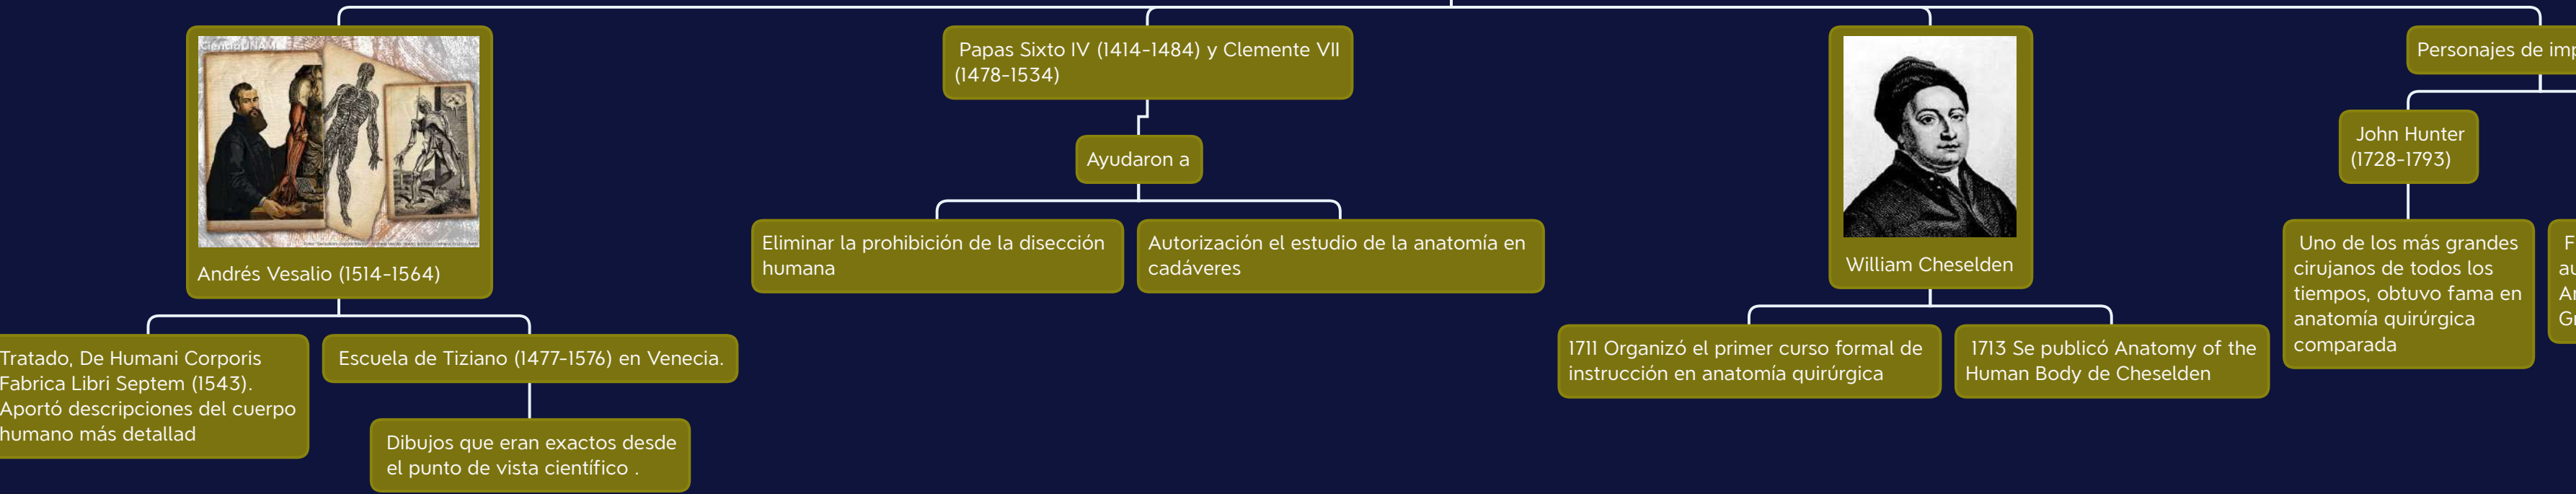 CienciaUNAM
Andrés Vesalio (1514-1564)
Tratado, De Humani Corporis
Fabrica Libri Septem (1543).
Aportó descripciones del cuerpo
humano más detallad
Escuela de Tiziano (1477-1576) en Venecia.
Dibujos que eran exactos desde
el punto de vista científico .
Papas Sixto IV (1414-1484) y Clemente VII
(1478-1534)
Ayudaron a
Eliminar la prohibición de la disección
humana
Autorización el estudio de la anatomía en
cadáveres
William Cheselden
1711 Organizó el primer curso formal de
instrucción en anatomía quirúrgica
1713 Se publicó Anatomy of the
Human Body de Cheselden
Personajes de imp
John Hunter
(1728-1793)
Uno de los más grandes
cirujanos de todos los
tiempos, obtuvo fama en
anatomía quirúrgica
comparada